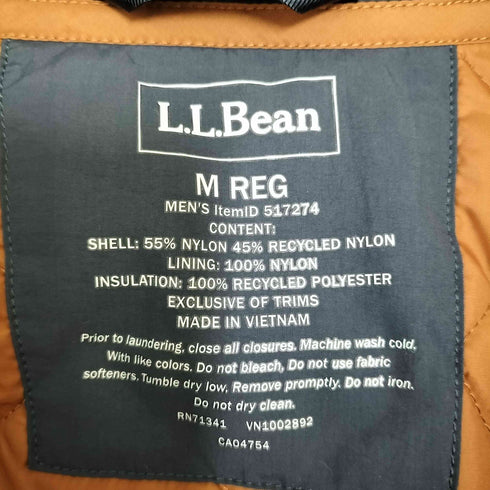 L.L.Bean
M REG
MEN'S ItemID 517274
CONTENT:
SHELL: 55% NYLON 45% RECYCLED NYLON
LINING: 100% NYLON
INSULATION: 100% RECYCLED POLYESTER
EXCLUSIVE OF TRIMS
MADE IN VIETNAM
Prior to laundering, close all closures. Machine wash cold,
With like colors. Do not bleach, Do not use fabric
softeners. Tumble dry low, Remove promptly. Do not iron.
Do not dry clean.
RN71341 VN1002892
CA04754